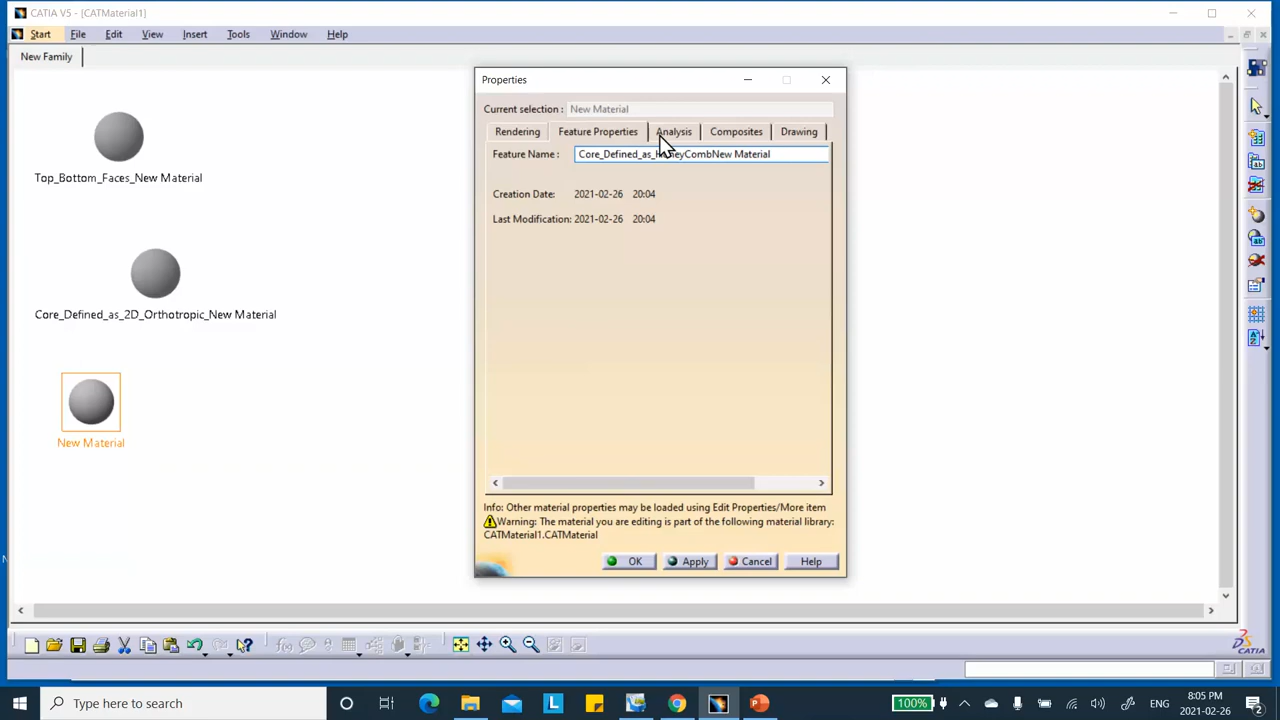 CATIA V5 - [CATMaterial1]
Start File Edit View Insert Tools Window Help
New Family
Top_Bottom_Faces_New Material
Core_Defined_as_2D_Orthotropic_New Material
New Material
Properties
Current selection : New Material
Rendering Feature Properties Analysis Composites Drawing
Feature Name : Core_Defined_as_HoneyCombNew Material
Creation Date: 2021-02-26 20:04
Last Modification: 2021-02-26 20:04
Info: Other material properties may be loaded using Edit Properties/More item
Warning: The material you are editing is part of the following material library:
CATMaterial1.CATMaterial
OK Apply Cancel Help
CATIA
Type here to search
100%
8:05 PM
2021-02-26
2